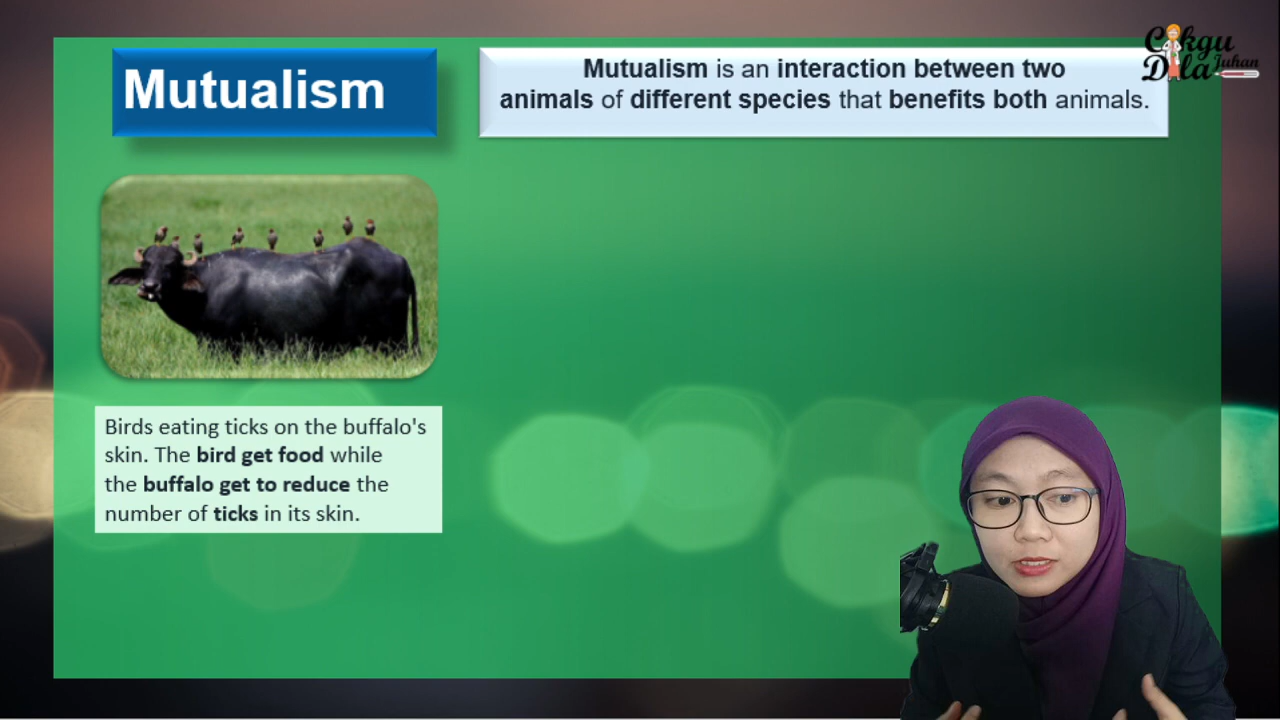 Mutualism
Mutualism is an interaction between two
animals of different species that benefits both animals.
Cikgu
Dila Juhan
Birds eating ticks on the buffalo's
skin. The bird get food while
the buffalo get to reduce the
number of ticks in its skin.